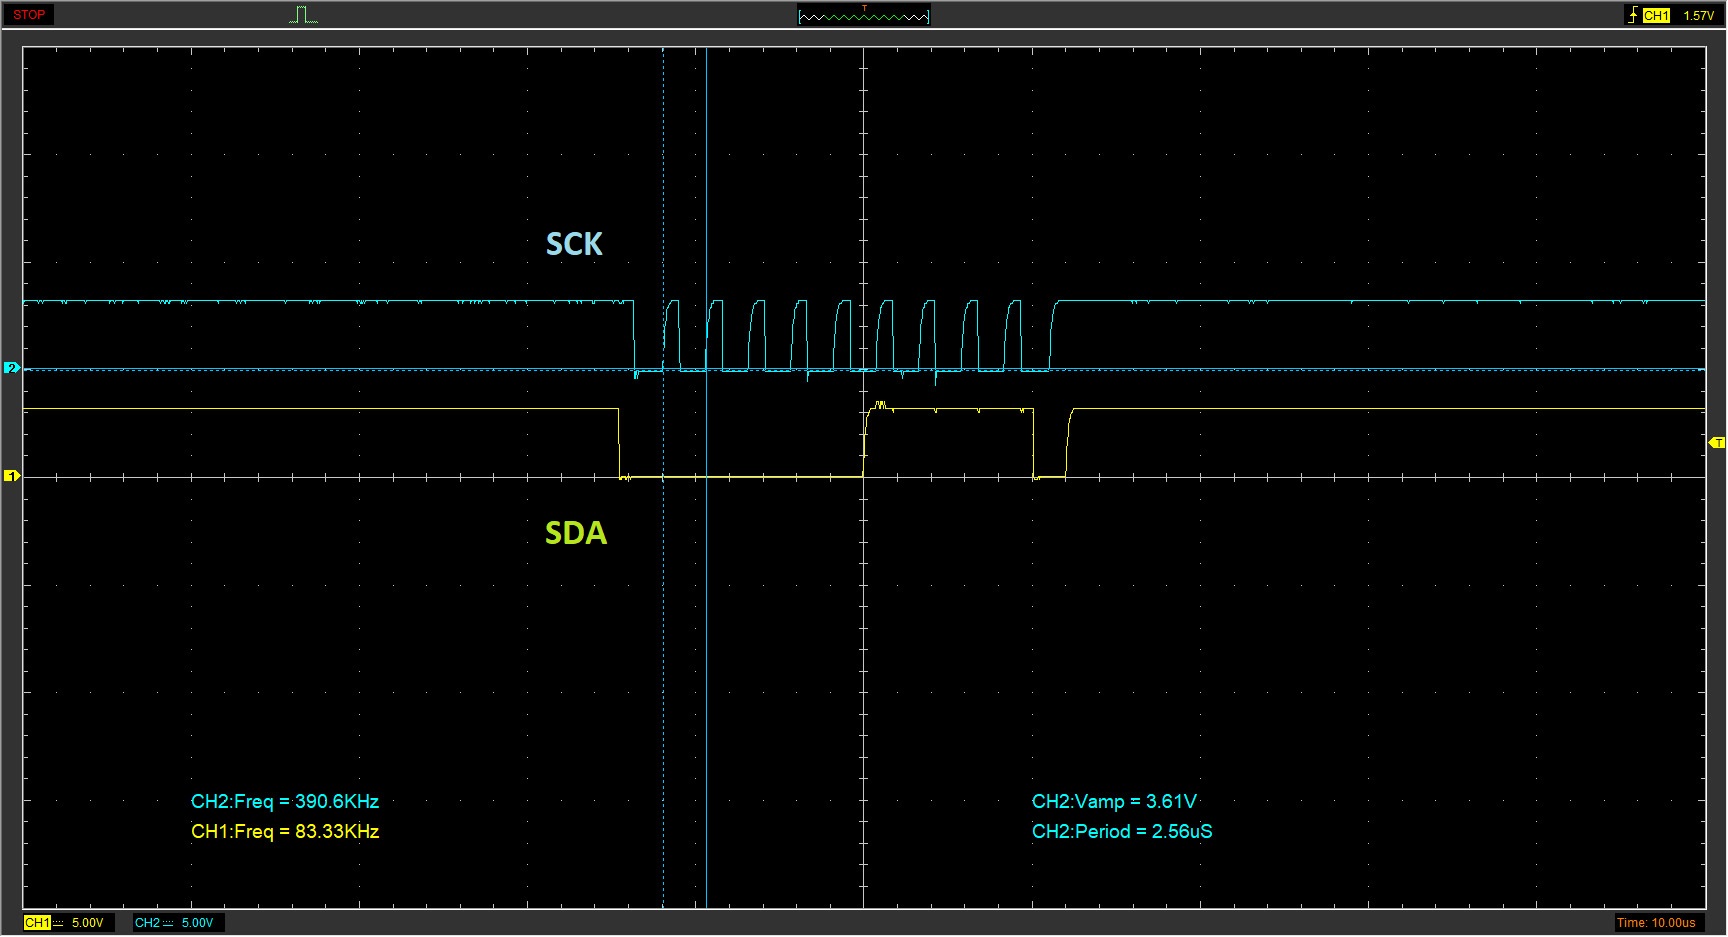 STOP
T
CH1 1.57V
SCK
2
T
1
SDA
CH2:Freq = 390.6KHz
CH1:Freq = 83.33KHz
CH2:Vamp = 3.61V
CH2:Period = 2.56uS
CH1 5.00V CH2 5.00V
Time: 10.00us